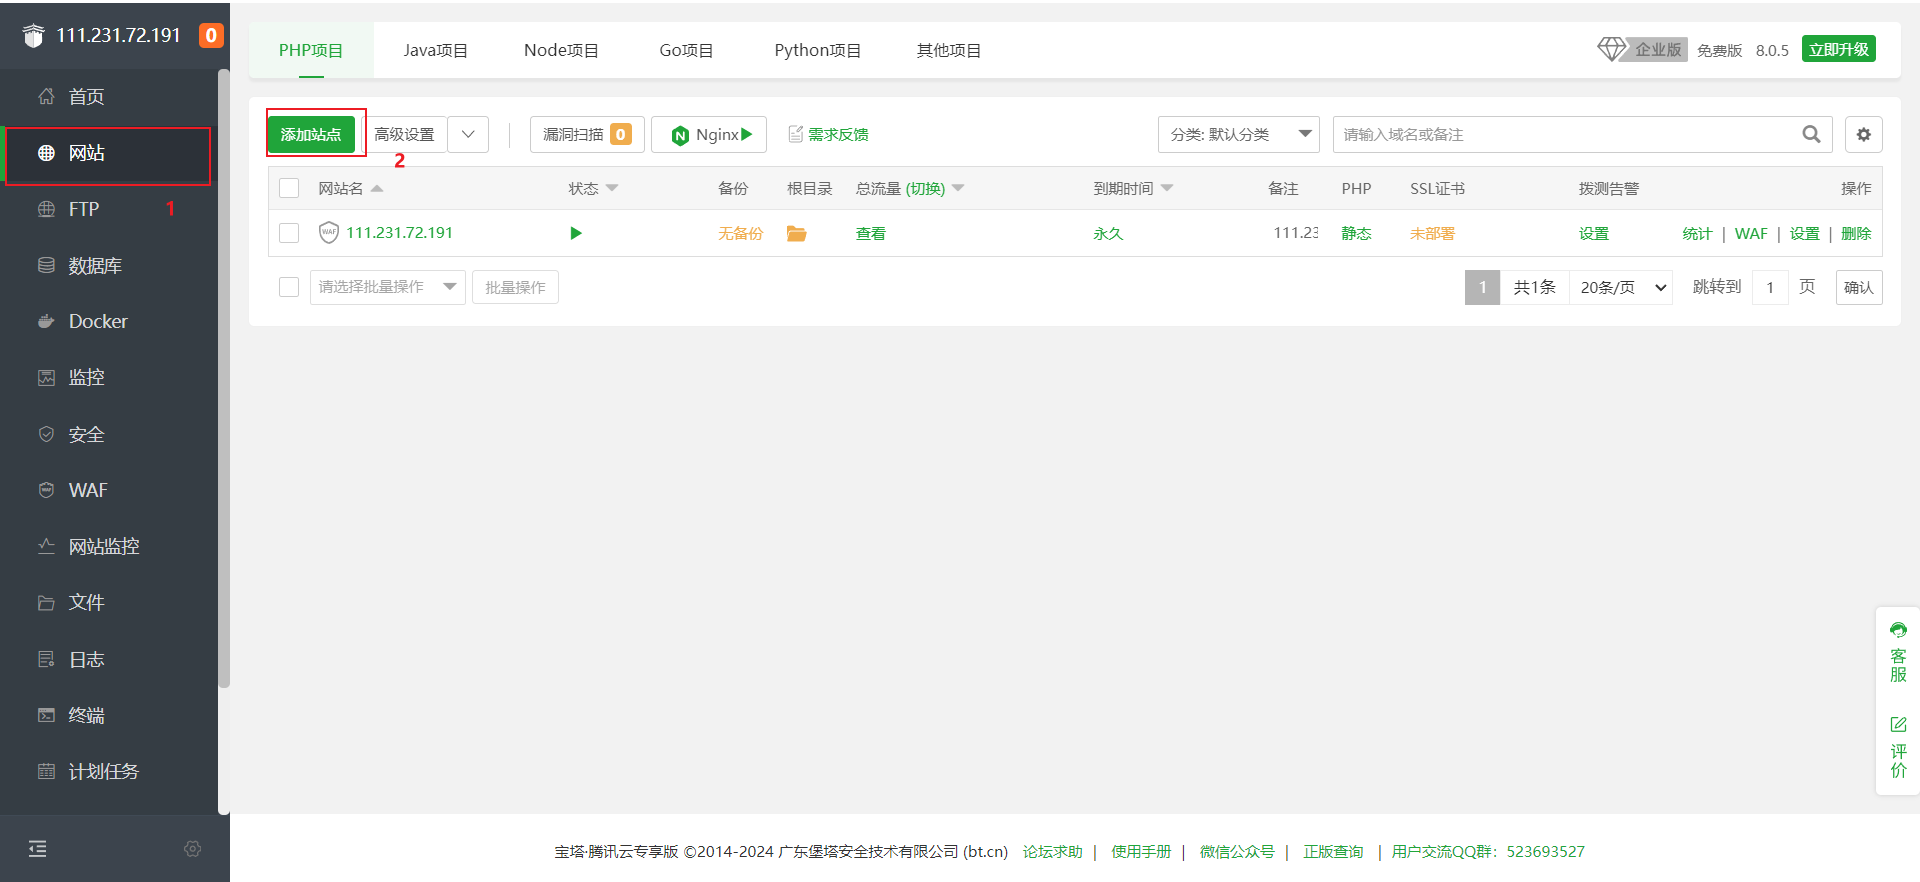 111.231.72.191 0
首页
网站
FTP 1
数据库
Docker
监控
安全
WAF
网站监控
文件
日志
终端
计划任务
PHP项目 Java项目 Node项目 Go项目 Python项目 其他项目 企业版 免费版 8.0.5 立即升级
添加站点 高级设置 漏洞扫描 0 Nginx 需求反馈 分类: 默认分类 请输入域名或备注
2
网站名 状态 备份 根目录 总流量 (切换) 到期时间 备注 PHP SSL证书 拨测告警 操作
WAF 111.231.72.191 无备份 查看 永久 111.23 静态 未部署 设置 统计 | WAF | 设置 | 删除
请选择批量操作 批量操作 1 共1条 20条/页 跳转到 1 页 确认
客服
评价
宝塔·腾讯云专享版 ©2014-2024 广东堡塔安全技术有限公司 (bt.cn) 论坛求助 | 使用手册 | 微信公众号 | 正版查询 | 用户交流QQ群：523693527